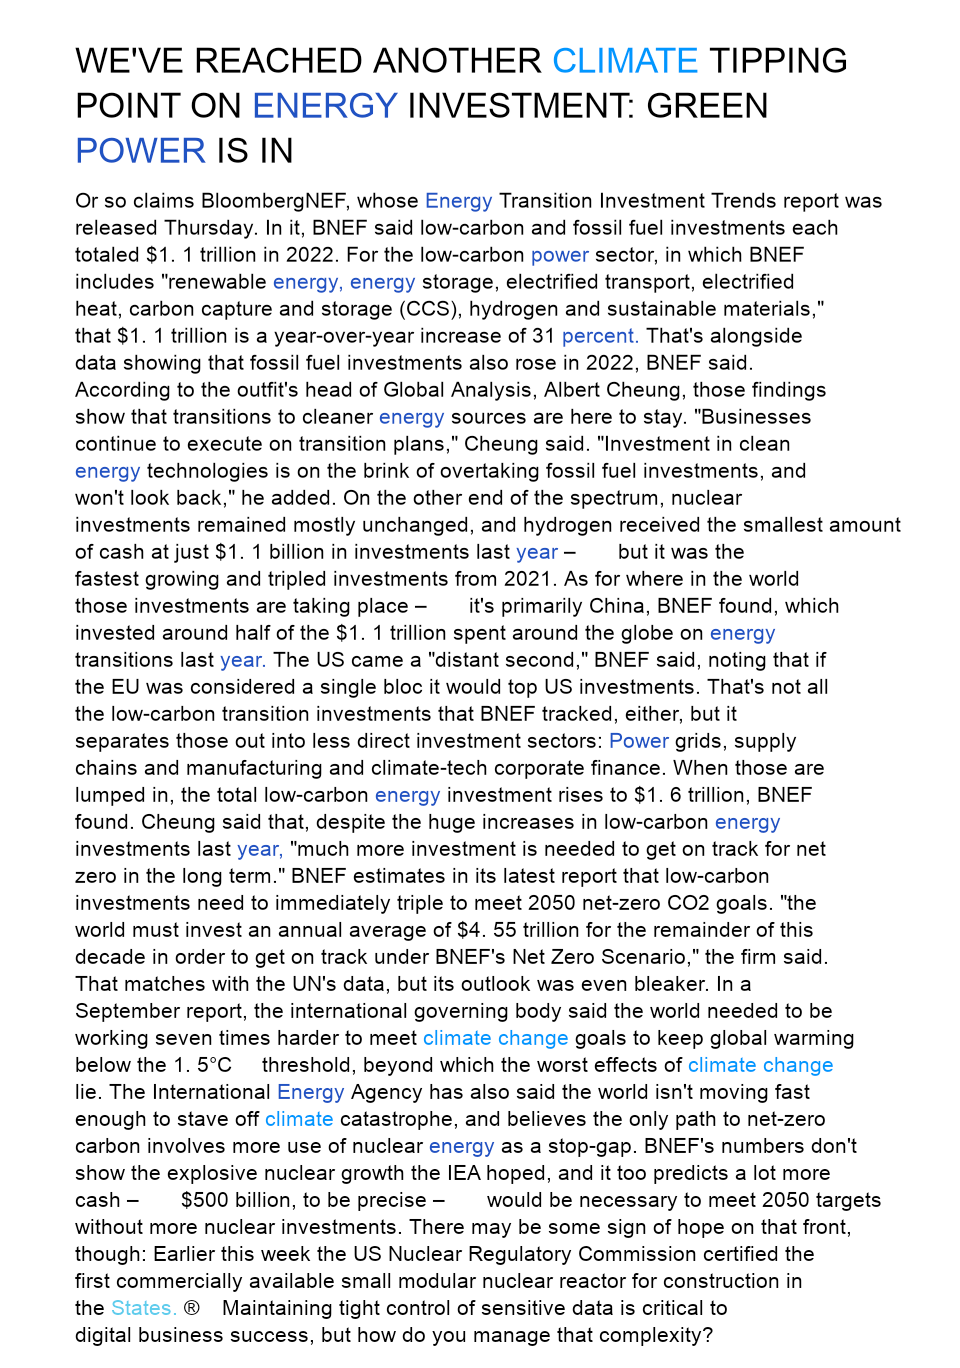 WE'VE REACHED ANOTHER CLIMATE TIPPING
POINT ON ENERGY INVESTMENT: GREEN
POWER IS IN
Or so claims BloombergNEF, whose Energy Transition Investment Trends report was
released Thursday. In it, BNEF said low-carbon and fossil fuel investments each
totaled $1. 1 trillion in 2022. For the low-carbon power sector, in which BNEF
includes "renewable energy, energy storage, electrified transport, electrified
heat, carbon capture and storage (CCS), hydrogen and sustainable materials,"
that $1. 1 trillion is a year-over-year increase of 31 percent. That's alongside
data showing that fossil fuel investments also rose in 2022, BNEF said.
According to the outfit's head of Global Analysis, Albert Cheung, those findings
show that transitions to cleaner energy sources are here to stay. "Businesses
continue to execute on transition plans," Cheung said. "Investment in clean
energy technologies is on the brink of overtaking fossil fuel investments, and
won't look back," he added. On the other end of the spectrum, nuclear
investments remained mostly unchanged, and hydrogen received the smallest amount
of cash at just $1. 1 billion in investments last year – but it was the
fastest growing and tripled investments from 2021. As for where in the world
those investments are taking place – it's primarily China, BNEF found, which
invested around half of the $1. 1 trillion spent around the globe on energy
transitions last year. The US came a "distant second," BNEF said, noting that if
the EU was considered a single bloc it would top US investments. That's not all
the low-carbon transition investments that BNEF tracked, either, but it
separates those out into less direct investment sectors: Power grids, supply
chains and manufacturing and climate-tech corporate finance. When those are
lumped in, the total low-carbon energy investment rises to $1. 6 trillion, BNEF
found. Cheung said that, despite the huge increases in low-carbon energy
investments last year, "much more investment is needed to get on track for net
zero in the long term." BNEF estimates in its latest report that low-carbon
investments need to immediately triple to meet 2050 net-zero CO2 goals. "the
world must invest an annual average of $4. 55 trillion for the remainder of this
decade in order to get on track under BNEF's Net Zero Scenario," the firm said.
That matches with the UN's data, but its outlook was even bleaker. In a
September report, the international governing body said the world needed to be
working seven times harder to meet climate change goals to keep global warming
below the 1. 5°C threshold, beyond which the worst effects of climate change
lie. The International Energy Agency has also said the world isn't moving fast
enough to stave off climate catastrophe, and believes the only path to net-zero
carbon involves more use of nuclear energy as a stop-gap. BNEF's numbers don't
show the explosive nuclear growth the IEA hoped, and it too predicts a lot more
cash – $500 billion, to be precise – would be necessary to meet 2050 targets
without more nuclear investments. There may be some sign of hope on that front,
though: Earlier this week the US Nuclear Regulatory Commission certified the
first commercially available small modular nuclear reactor for construction in
the States. ® Maintaining tight control of sensitive data is critical to
digital business success, but how do you manage that complexity?